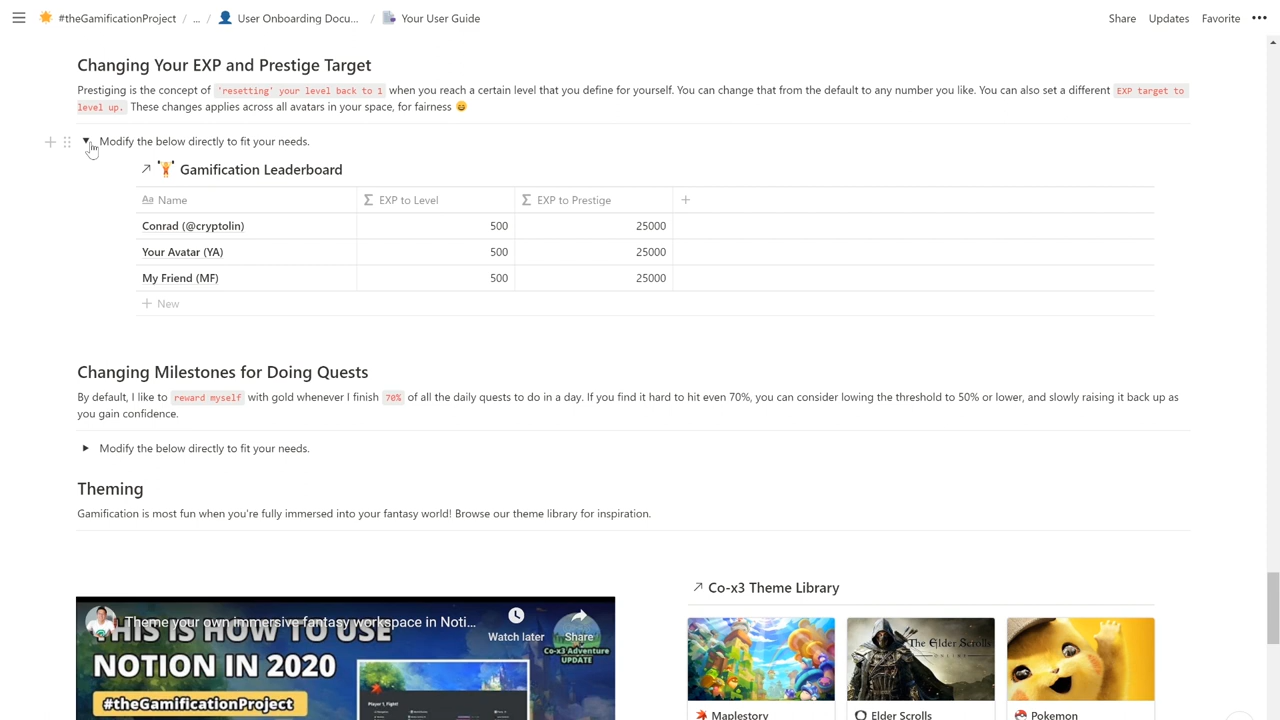 #theGamificationProject / ... / User Onboarding Docu... / Your User Guide
Share Updates Favorite •••
Changing Your EXP and Prestige Target
Prestiging is the concept of 'resetting' your level back to 1 when you reach a certain level that you define for yourself. You can change that from the default to any number you like. You can also set a different EXP target to
level up. These changes applies across all avatars in your space, for fairness 😄
Modify the below directly to fit your needs.
Gamification Leaderboard
Aa Name Σ EXP to Level Σ EXP to Prestige +
Conrad (@cryptolin) 500 25000
Your Avatar (YA) 500 25000
My Friend (MF) 500 25000
+ New
Changing Milestones for Doing Quests
By default, I like to reward myself with gold whenever I finish 70% of all the daily quests to do in a day. If you find it hard to hit even 70%, you can consider lowering the threshold to 50% or lower, and slowly raising it back up as
you gain confidence.
Modify the below directly to fit your needs.
Theming
Gamification is most fun when you're fully immersed into your fantasy world! Browse our theme library for inspiration.
Theme your own immersive fantasy workspace in Noti...
Watch later
Share
THIS IS HOW TO USE
NOTION IN 2020
#theGamificationProject
Co-x3 Adventure
UPDATE
Player 1, Fight!
Co-x3 Theme Library
The Elder Scrolls
ONLINE
Maplestory
Elder Scrolls
Pokemon